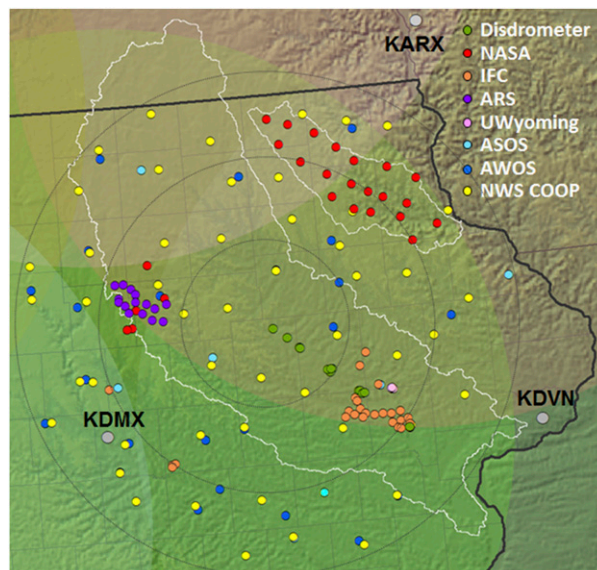 KARX
Disdrometer
NASA
IFC
ARS
UWyoming
ASOS
AWOS
NWS COOP
KDMX
KDVN